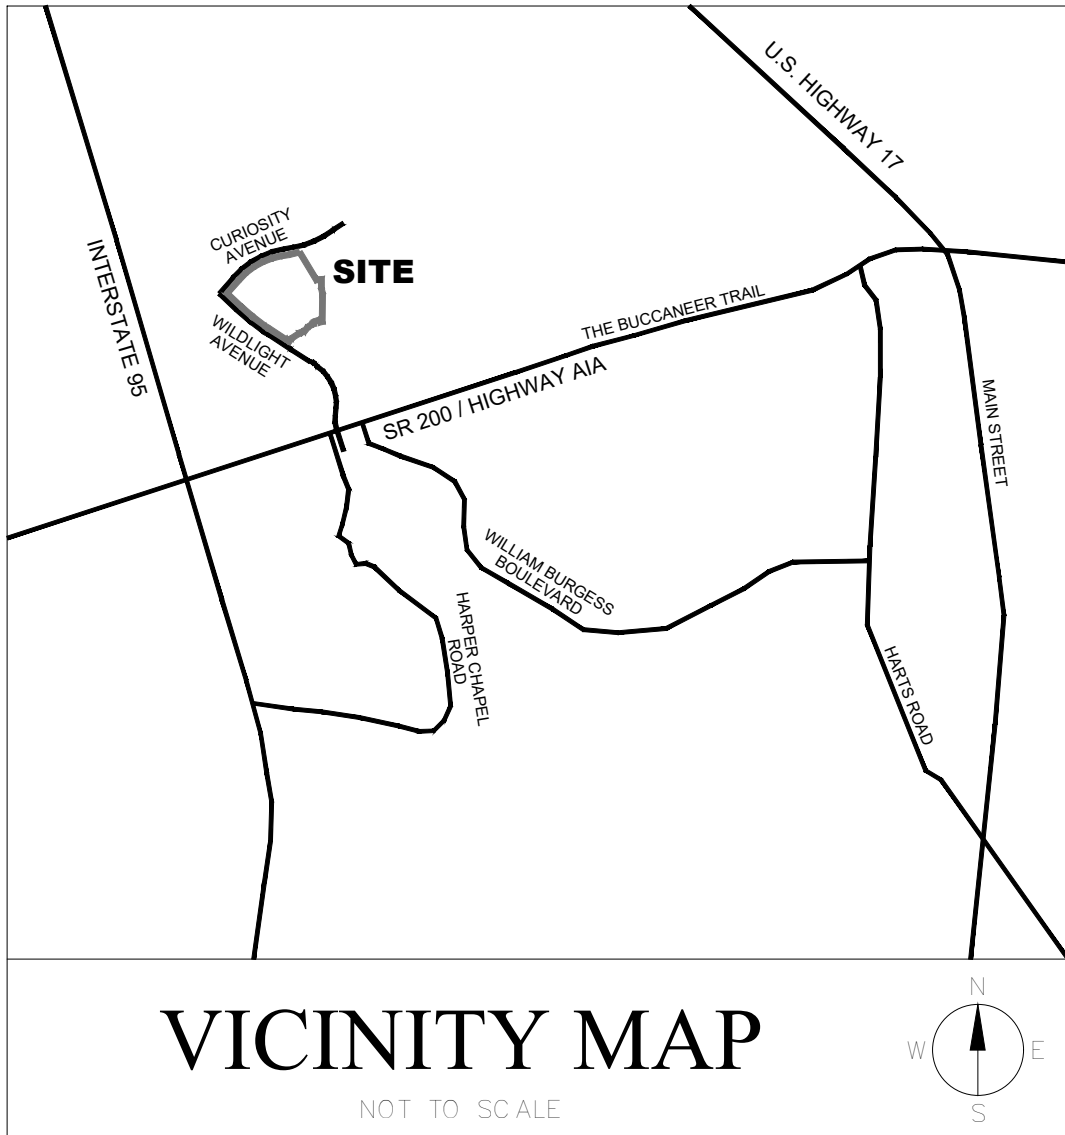 U.S. HIGHWAY 17
CURIOSITY
AVENUE
SITE
INTERSTATE 95
WILDLIGHT
AVENUE
THE BUCCANEER TRAIL
SR 200 / HIGHWAY AIA
MAIN STREET
WILLIAM BURGESS
BOULEVARD
HARPER CHAPEL
ROAD
HARTS ROAD
VICINITY MAP
NOT TO SCALE
N
W
E
S